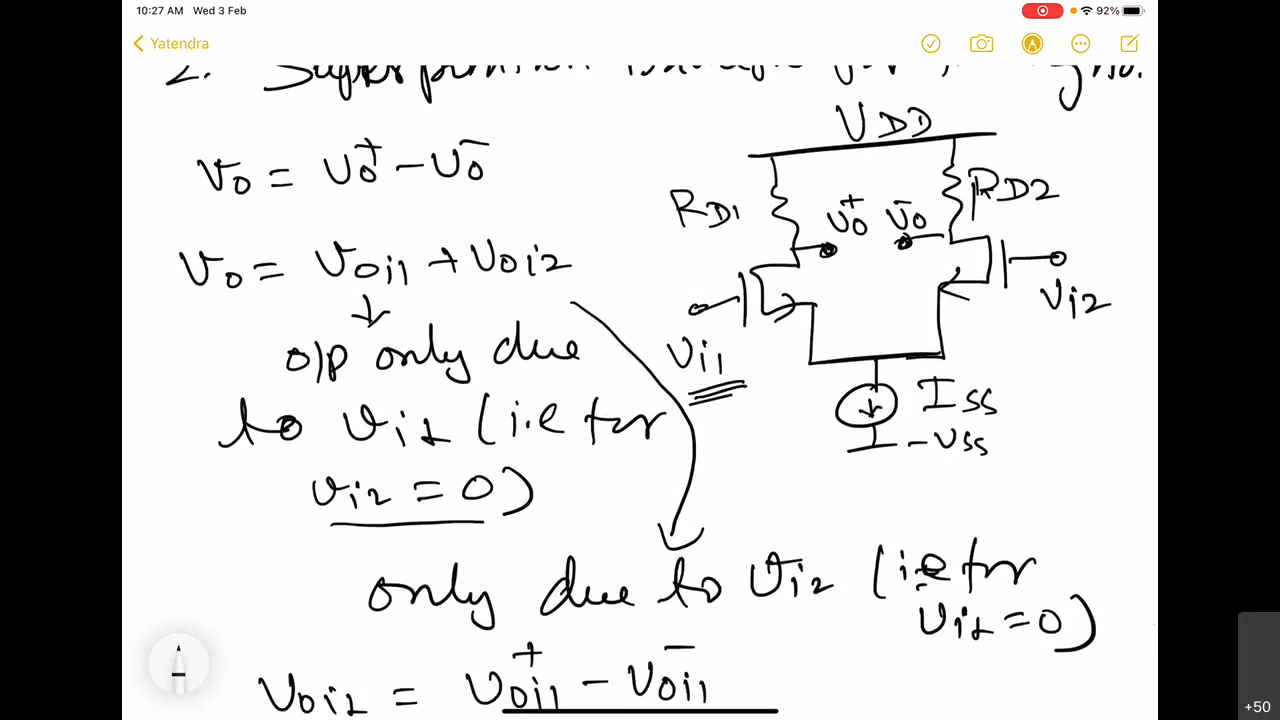 10:27 AM Wed 3 Feb
92%
Yatendra
2.
VDD
vo = vo+ − vo−
RD1
vo+ vo−
RD2
vo = voi1 + voi2
vi2
o/p only due
to vi1 (i.e for
vi2 = 0)
vi1
ISS
−VSS
only due to vi2 (i.e for
vi1 = 0)
voi1 = voi1+ − voi1−
+50